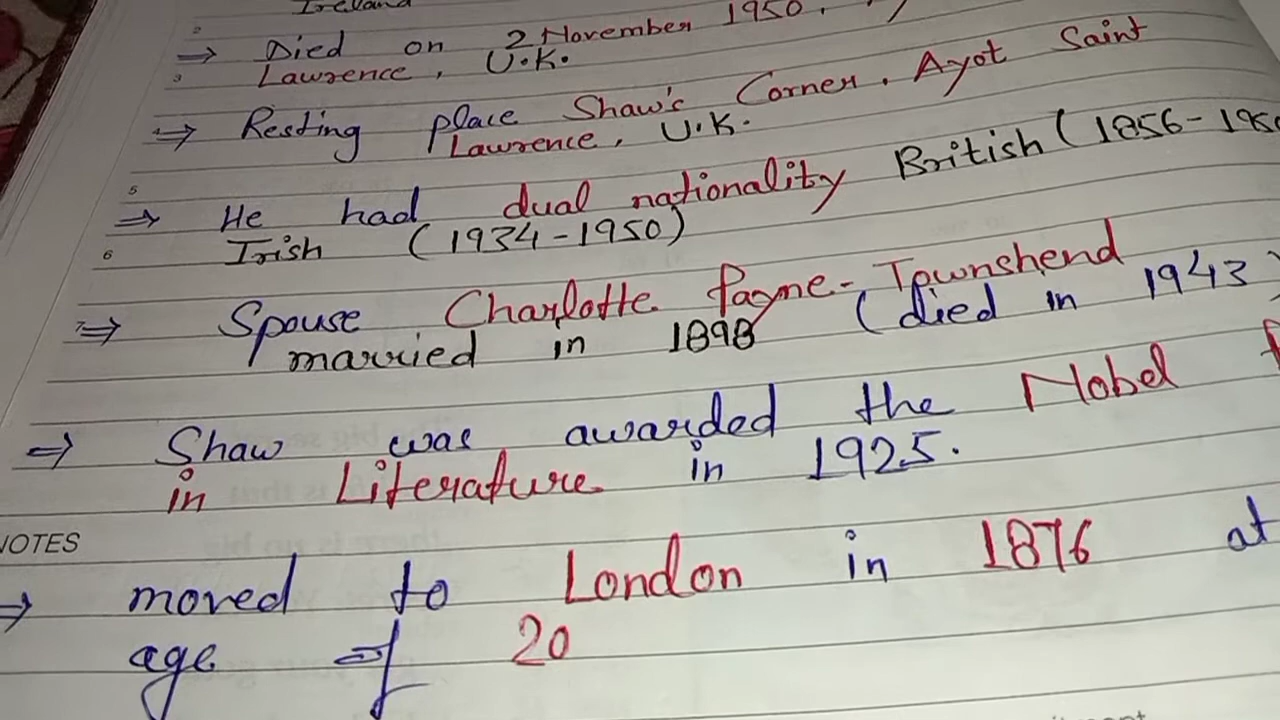 Ireland
⇒ Died on 2 November 1950.
Lawrence, U.K.
⇒ Resting place Shaw's Corner, Ayot Saint
Lawrence, U.K.
⇒ He had dual nationality British (1856-195
Irish (1934-1950)
⇒ Spouse Charlotte Payne-Townshend
married in 1898 (died in 1943)
⇒ Shaw was awarded the Nobel
in Literature in 1925.
NOTES
⇒ moved to London in 1876 at
age of 20